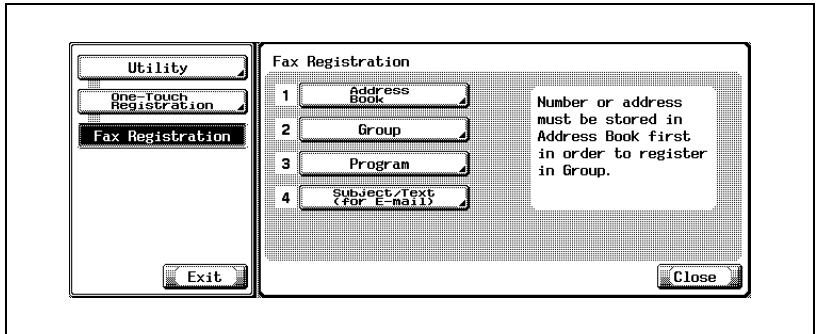 Utility
One-Touch
Registration
Fax Registration
Exit
Fax Registration
1 Address
Book
2 Group
3 Program
4 Subject/Text
(for E-mail)
Number or address
must be stored in
Address Book first
in order to register
in Group.
Close